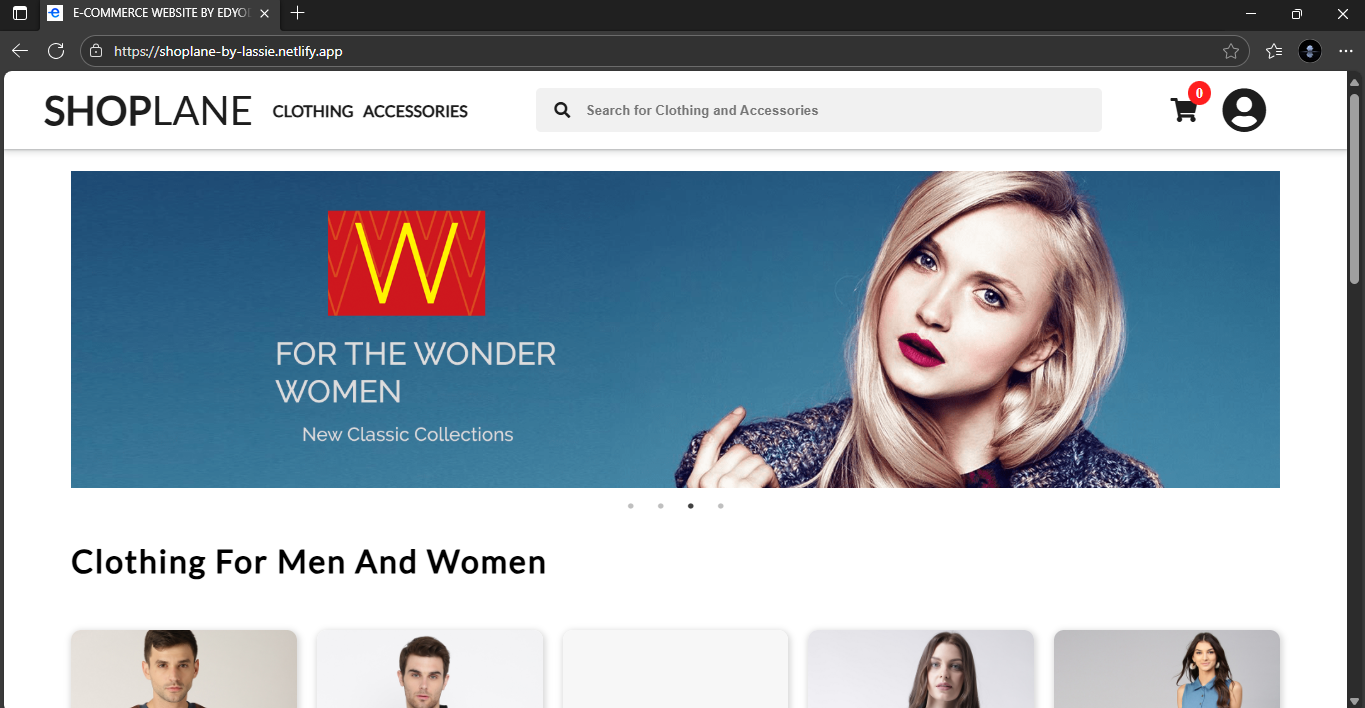 E-COMMERCE WEBSITE BY EDYO
https://shoplane-by-lassie.netlify.app
SHOPLANE CLOTHING ACCESSORIES Search for Clothing and Accessories 0
W
FOR THE WONDER
WOMEN
New Classic Collections
Clothing For Men And Women